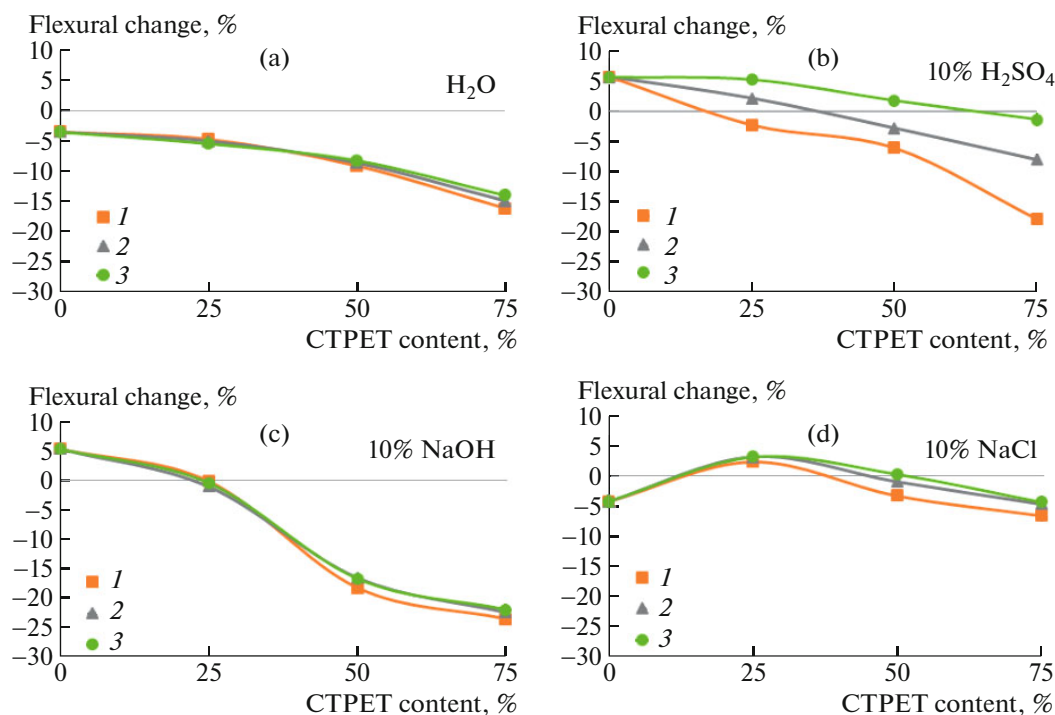 Flexural change, %
10
5
0
−5
−10
−15
−20
−25
−30
(a)
H₂O
1
2
3
0 25 50 75
CTPET content, %
Flexural change, %
10
5
0
−5
−10
−15
−20
−25
−30
(b)
10% H₂SO₄
1
2
3
0 25 50 75
CTPET content, %
Flexural change, %
10
5
0
−5
−10
−15
−20
−25
−30
(c)
10% NaOH
1
2
3
0 25 50 75
CTPET content, %
Flexural change, %
10
5
0
−5
−10
−15
−20
−25
−30
(d)
10% NaCl
1
2
3
0 25 50 75
CTPET content, %